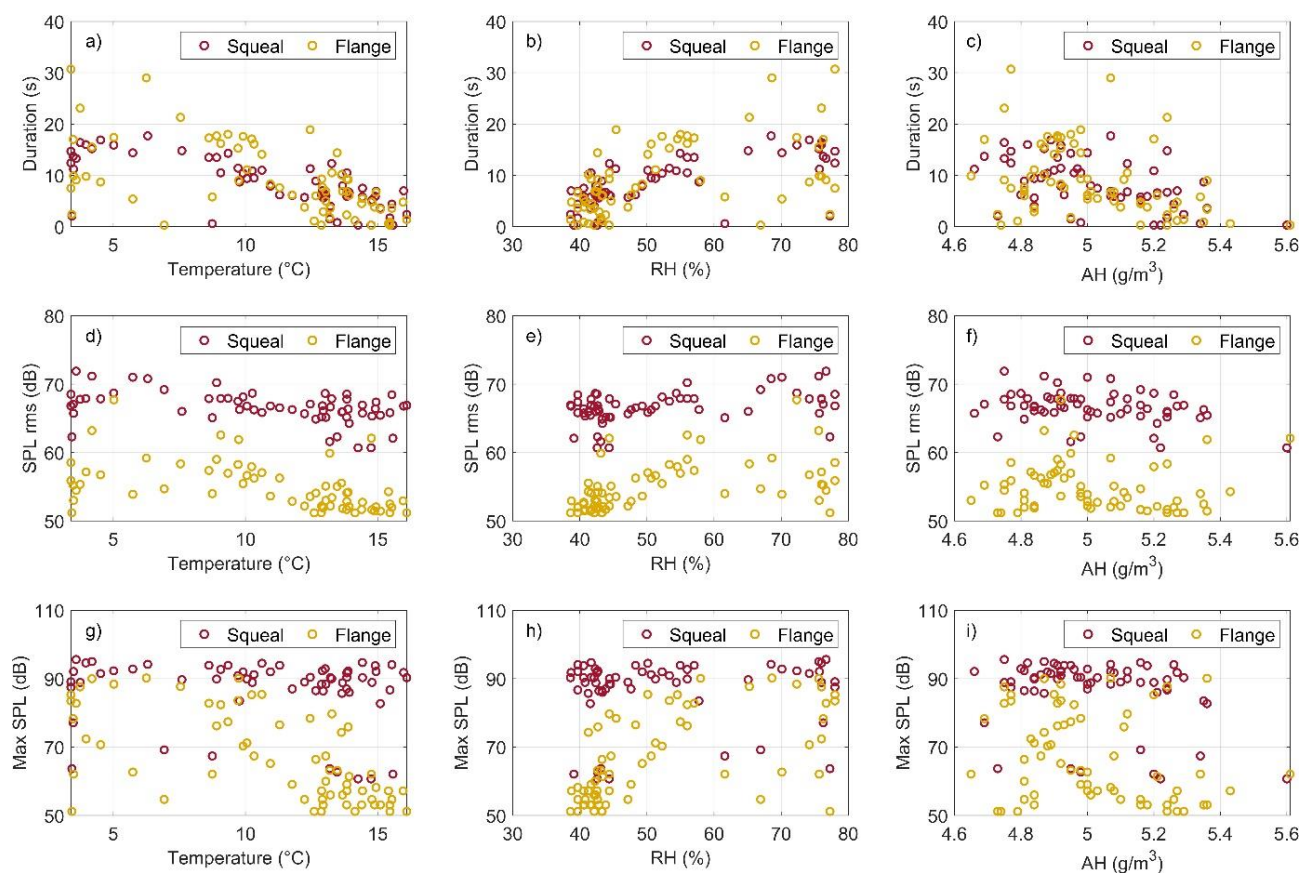 a) Squeal Flange
Duration (s)
40
30
20
10
0
5 10 15
Temperature (°C)
b) Squeal Flange
Duration (s)
40
30
20
10
0
30 40 50 60 70 80
RH (%)
c) Squeal Flange
Duration (s)
40
30
20
10
0
4.6 4.8 5 5.2 5.4 5.6
AH (g/m³)
d) Squeal Flange
SPL rms (dB)
80
70
60
50
5 10 15
Temperature (°C)
e) Squeal Flange
SPL rms (dB)
80
70
60
50
30 40 50 60 70 80
RH (%)
f) Squeal Flange
SPL rms (dB)
80
70
60
50
4.6 4.8 5 5.2 5.4 5.6
AH (g/m³)
g) Squeal Flange
Max SPL (dB)
110
90
70
50
5 10 15
Temperature (°C)
h) Squeal Flange
Max SPL (dB)
110
90
70
50
30 40 50 60 70 80
RH (%)
i) Squeal Flange
Max SPL (dB)
110
90
70
50
4.6 4.8 5 5.2 5.4 5.6
AH (g/m³)